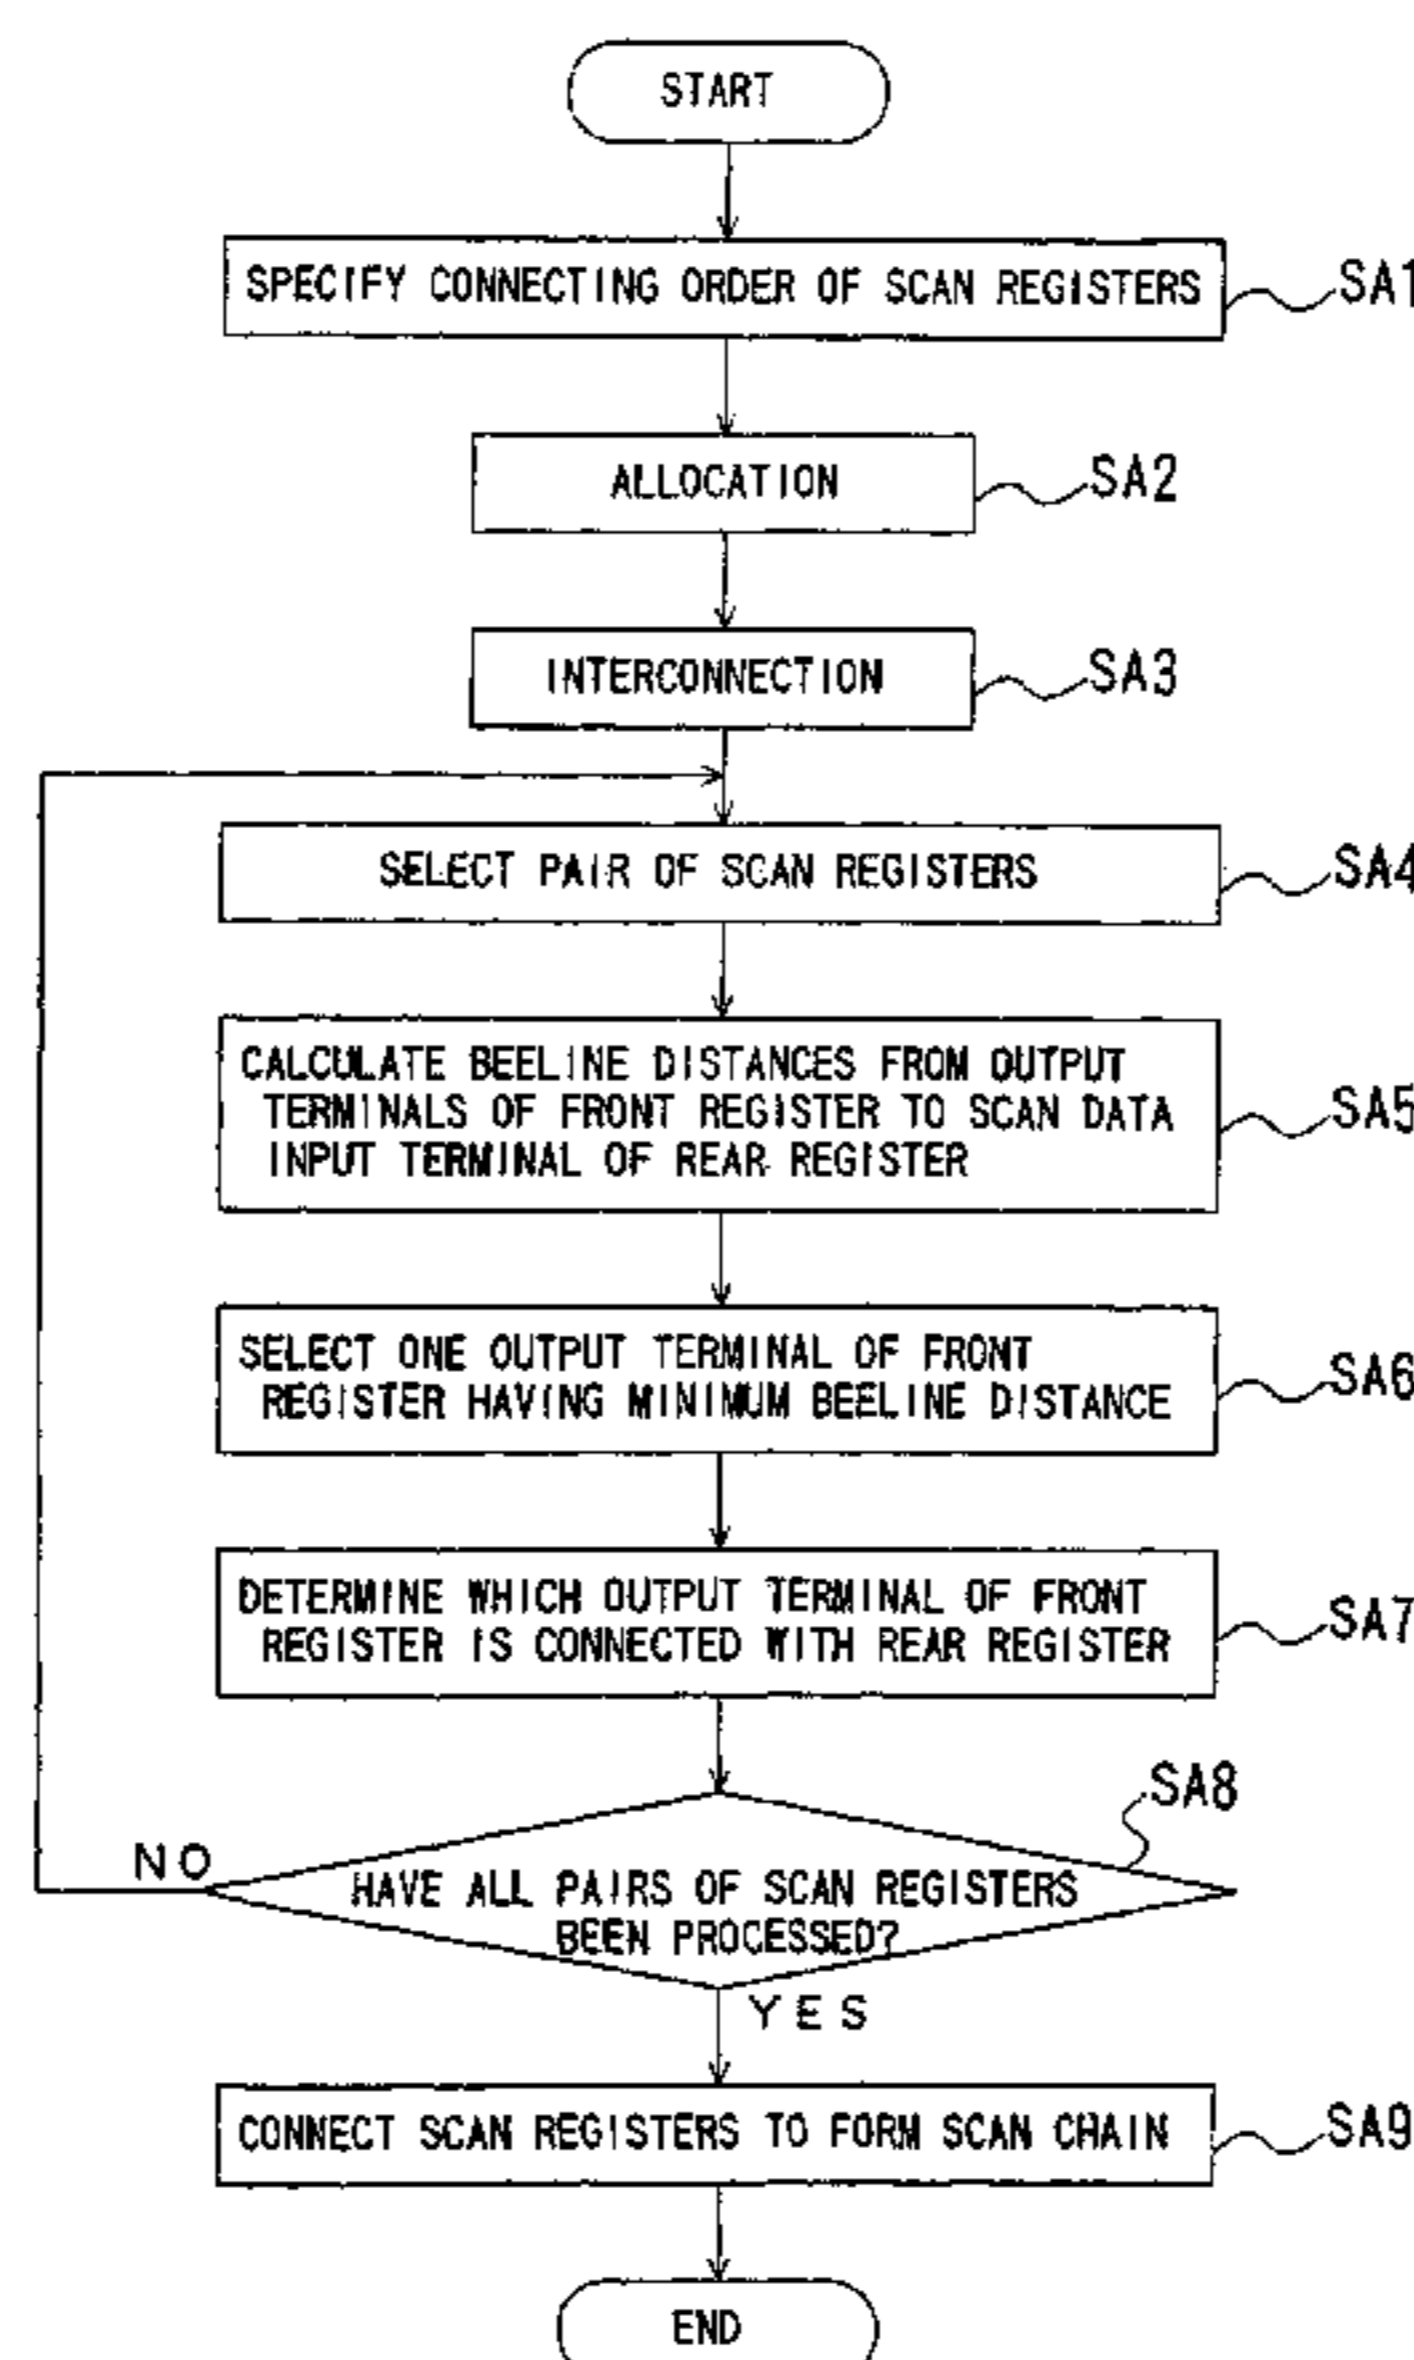 START
SPECIFY CONNECTING ORDER OF SCAN REGISTERS
SA1
ALLOCATION
SA2
INTERCONNECTION
SA3
SELECT PAIR OF SCAN REGISTERS
SA4
CALCULATE BEELINE DISTANCES FROM OUTPUT
TERMINALS OF FRONT REGISTER TO SCAN DATA
INPUT TERMINAL OF REAR REGISTER
SA5
SELECT ONE OUTPUT TERMINAL OF FRONT
REGISTER HAVING MINIMUM BEELINE DISTANCE
SA6
DETERMINE WHICH OUTPUT TERMINAL OF FRONT
REGISTER IS CONNECTED WITH REAR REGISTER
SA7
SA8
NO
HAVE ALL PAIRS OF SCAN REGISTERS
BEEN PROCESSED?
YES
CONNECT SCAN REGISTERS TO FORM SCAN CHAIN
SA9
END